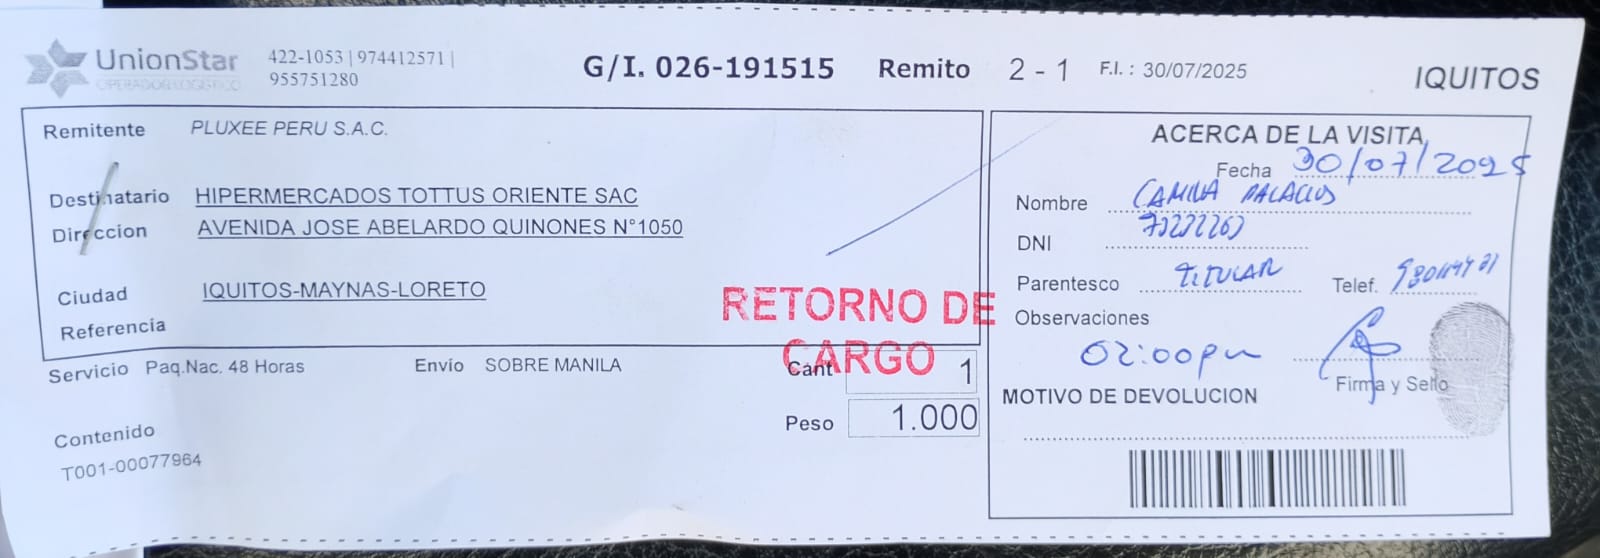 UnionStar
OPERADOR LOGISTICO
422-1053 | 974412571 |
955751280
G/I. 026-191515 Remito 2 - 1 F.I. : 30/07/2025 IQUITOS
Remitente PLUXEE PERU S.A.C.
Destinatario HIPERMERCADOS TOTTUS ORIENTE SAC
Direccion AVENIDA JOSE ABELARDO QUINONES N°1050
Ciudad IQUITOS-MAYNAS-LORETO
Referencia
RETORNO DE
CARGO
Servicio Paq.Nac. 48 Horas Envío SOBRE MANILA Cant 1
Peso 1.000
Contenido
T001-00077964
ACERCA DE LA VISITA
Fecha 30/07/2025
Nombre CAMILA PALACIOS
DNI
Parentesco TITULAR Telef.
Observaciones
02:00pm
Firma y Sello
MOTIVO DE DEVOLUCION